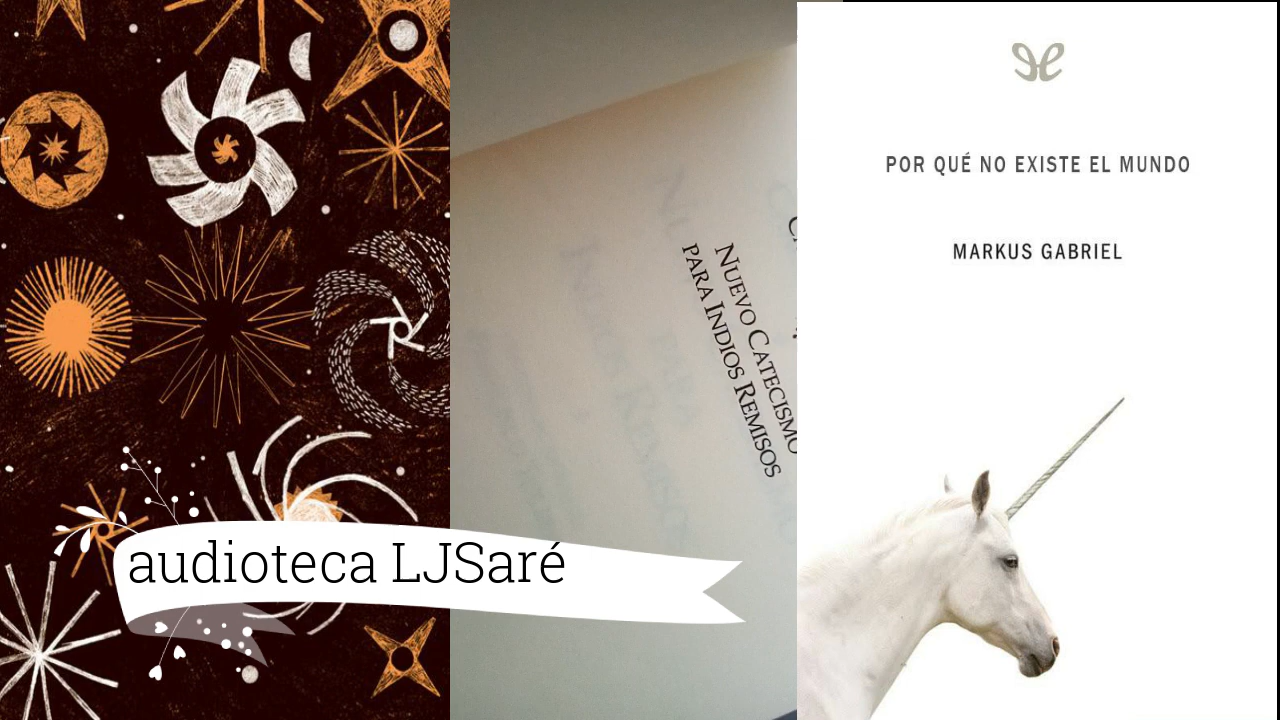 audioteca LJSaré
NUEVO CATECISMO
PARA INDIOS REMISOS
POR QUÉ NO EXISTE EL MUNDO
MARKUS GABRIEL